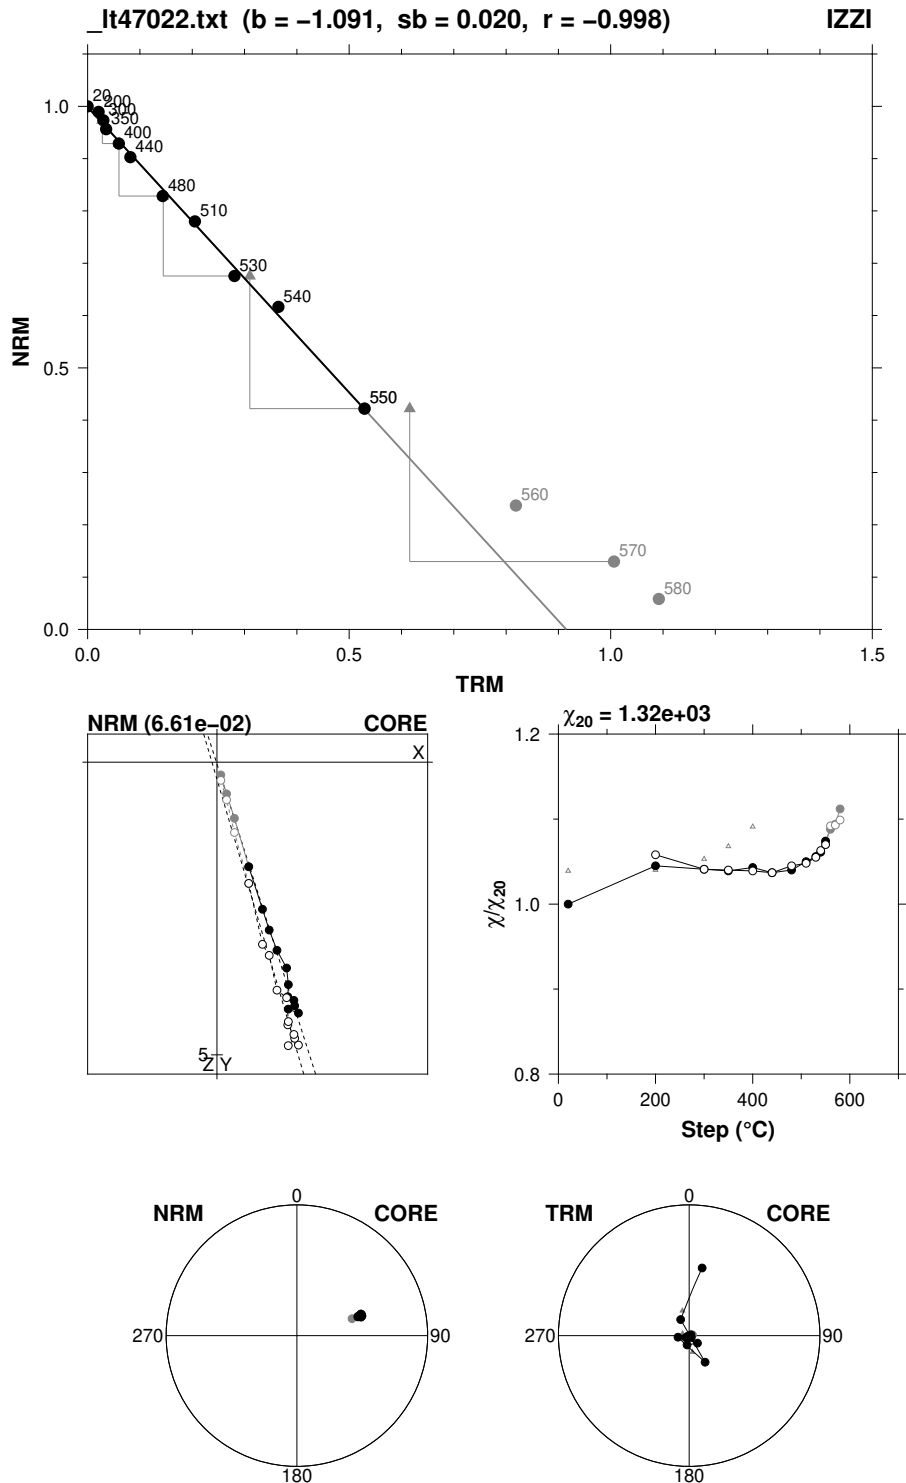 _lt47022.txt (b = −1.091, sb = 0.020, r = −0.998) IZZI
NRM
1.0
0.5
0.0
20
200
300
350
400
440
480
510
530
540
550
560
570
580
0.0 0.5 1.0 1.5
TRM
NRM (6.61e−02) CORE
X
5
Z Y
χ20 = 1.32e+03
χ/χ20
1.2
1.0
0.8
0 200 400 600
Step (°C)
NRM 0 CORE
270 90
180
TRM 0 CORE
270 90
180